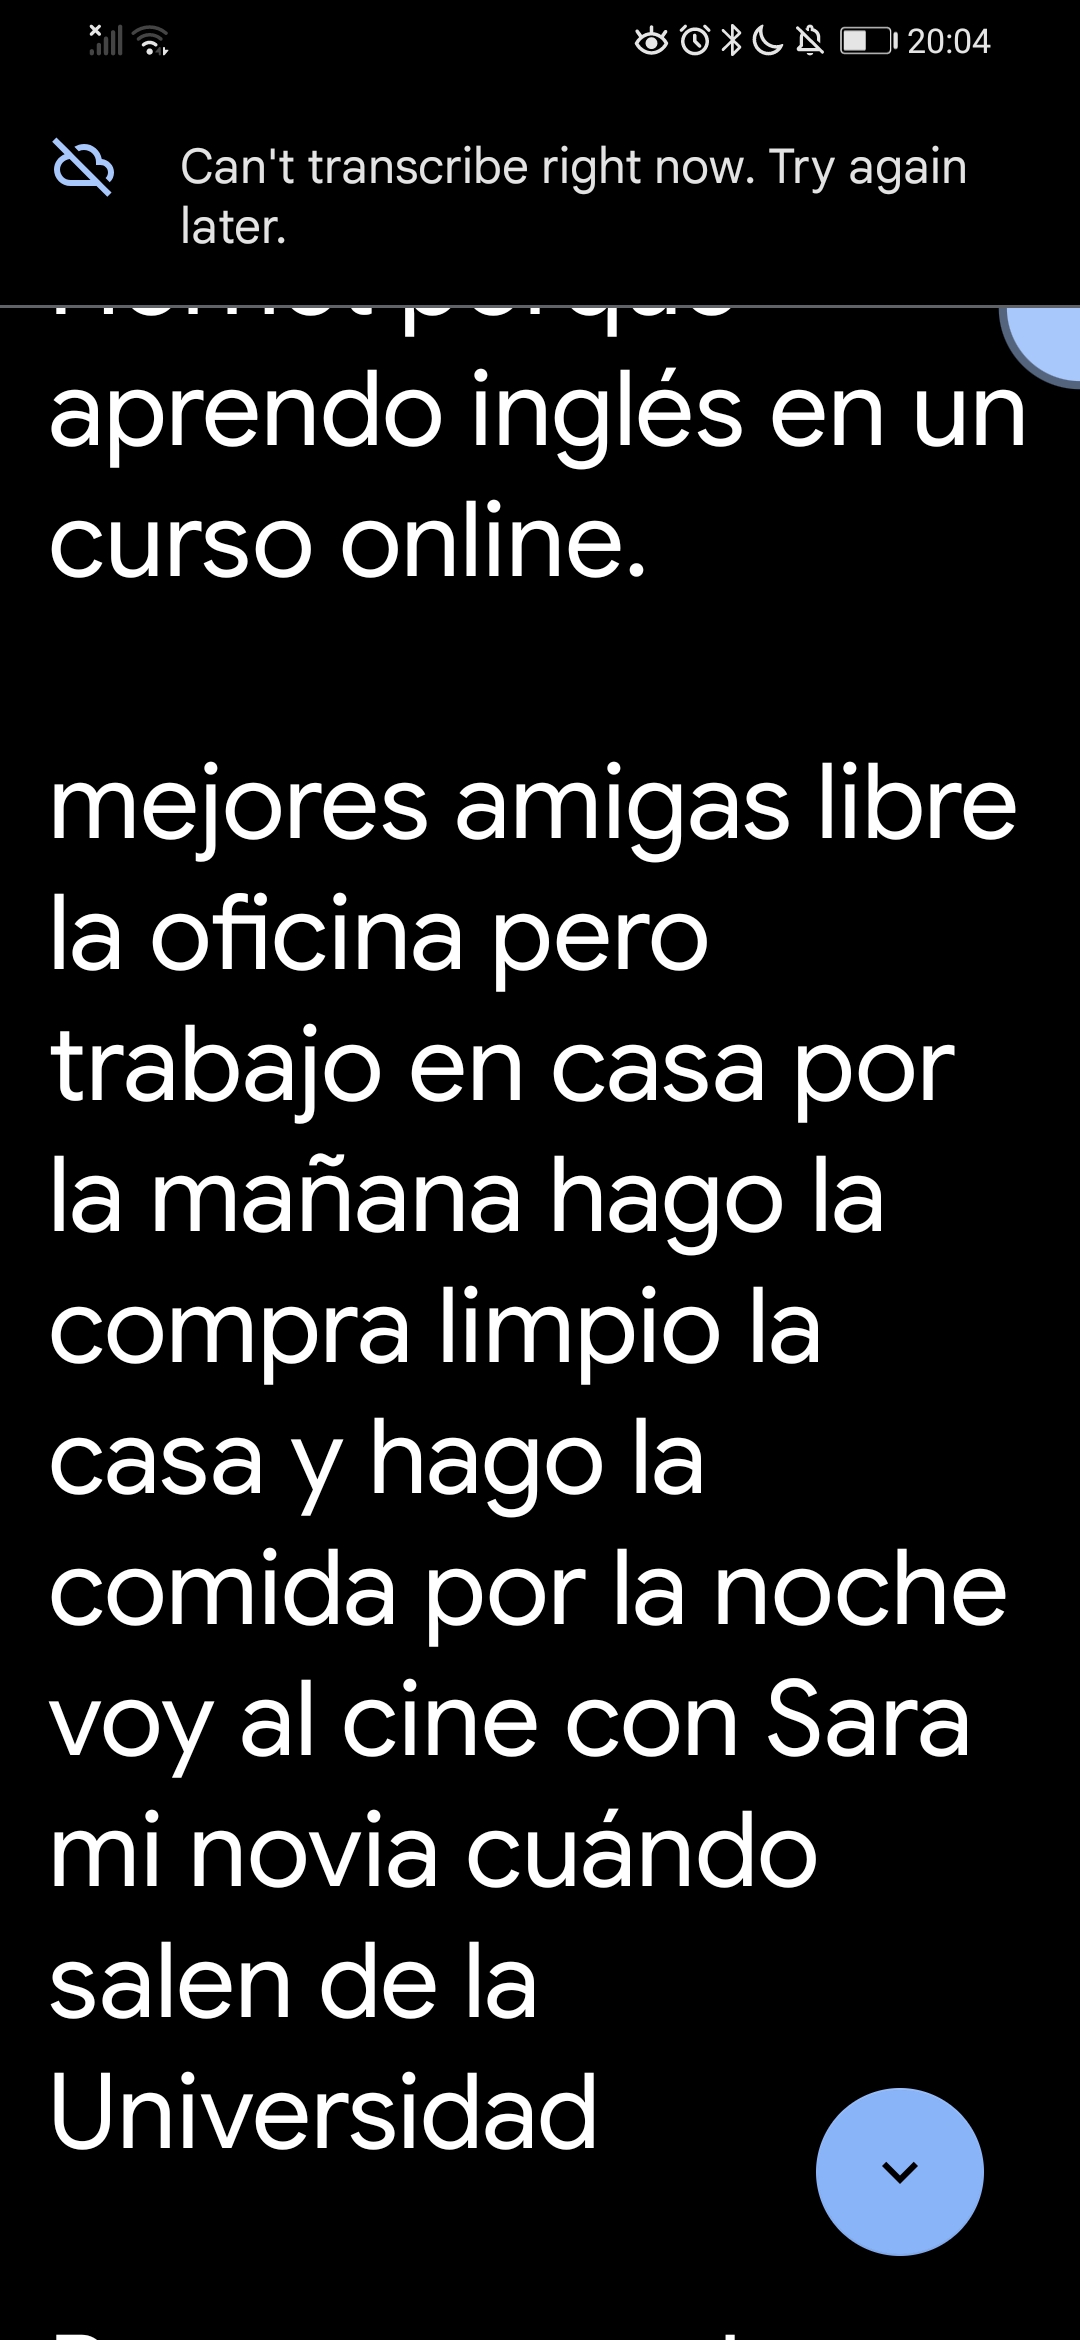 20:04
Can't transcribe right now. Try again
later.
porque
aprendo inglés en un
curso online.
mejores amigas libre
la oficina pero
trabajo en casa por
la mañana hago la
compra limpio la
casa y hago la
comida por la noche
voy al cine con Sara
mi novia cuándo
salen de la
Universidad